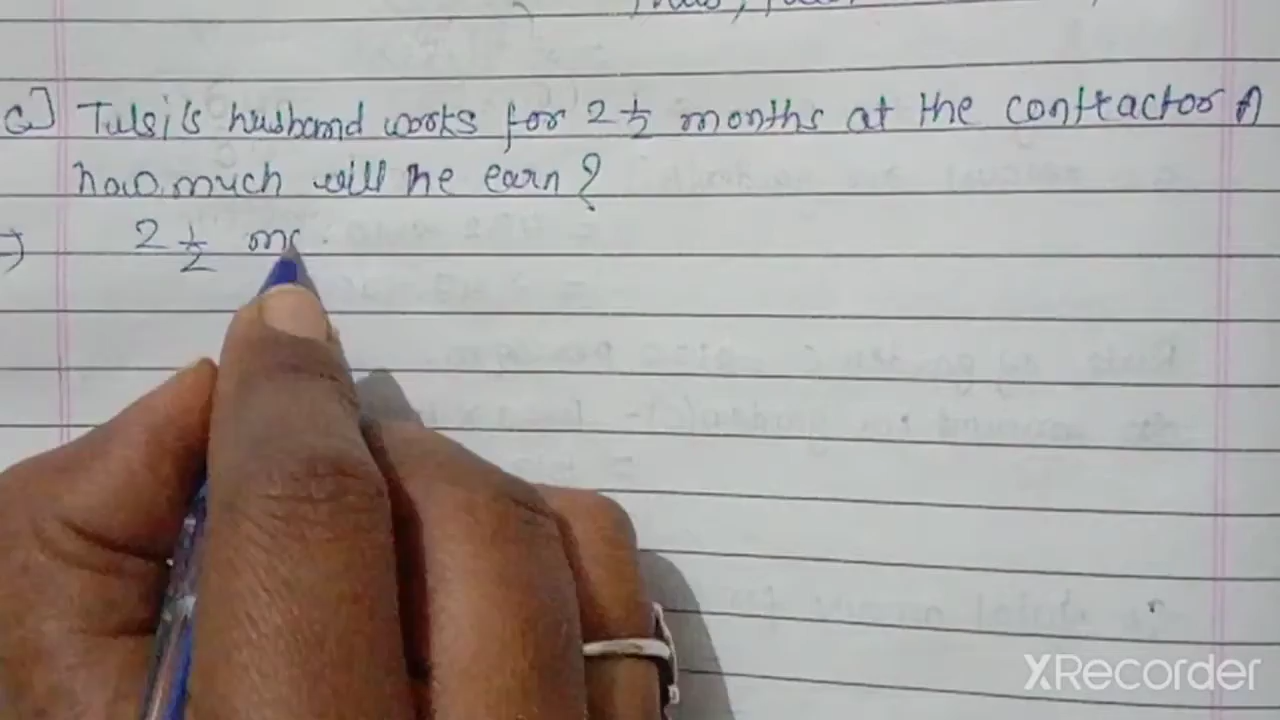 c] Tulsi's husband works for 2 1/2 months at the contractor
how much will he earn?
⇒ 2 1/2 mo
XRecorder